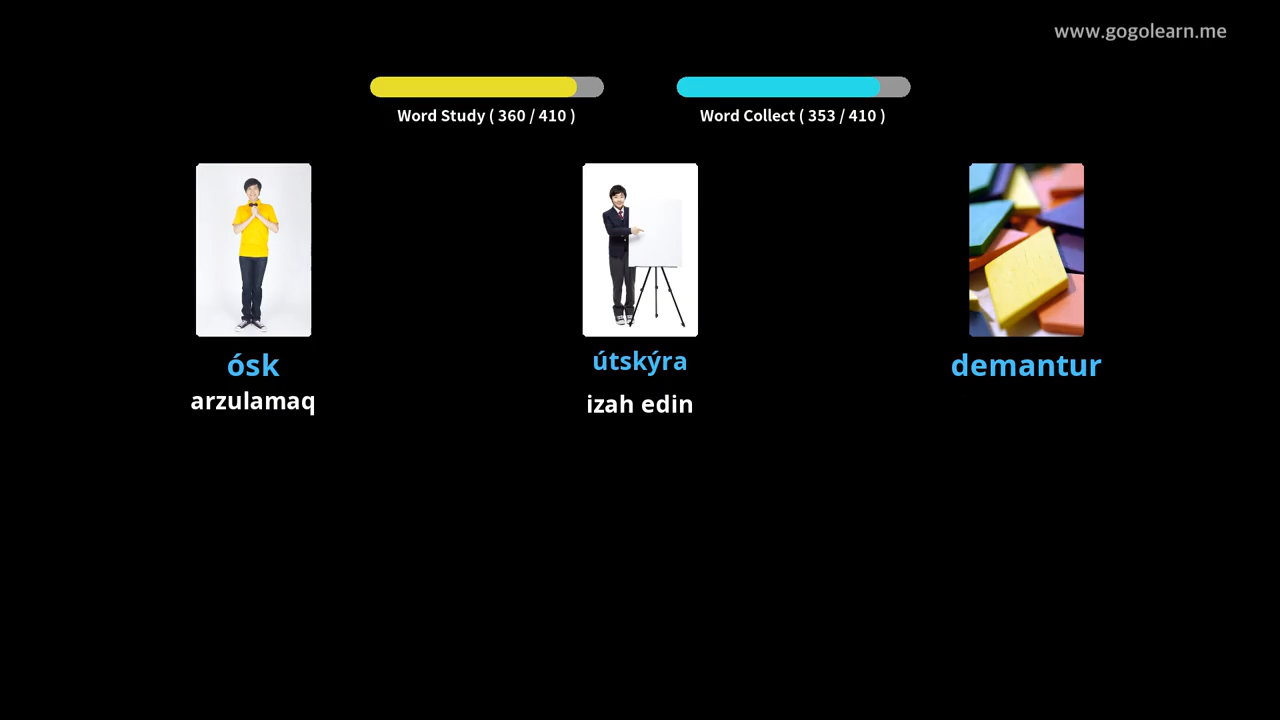 www.gogolearn.me
Word Study ( 360 / 410 )
Word Collect ( 353 / 410 )
ósk
arzulamaq
útskýra
izah edin
demantur